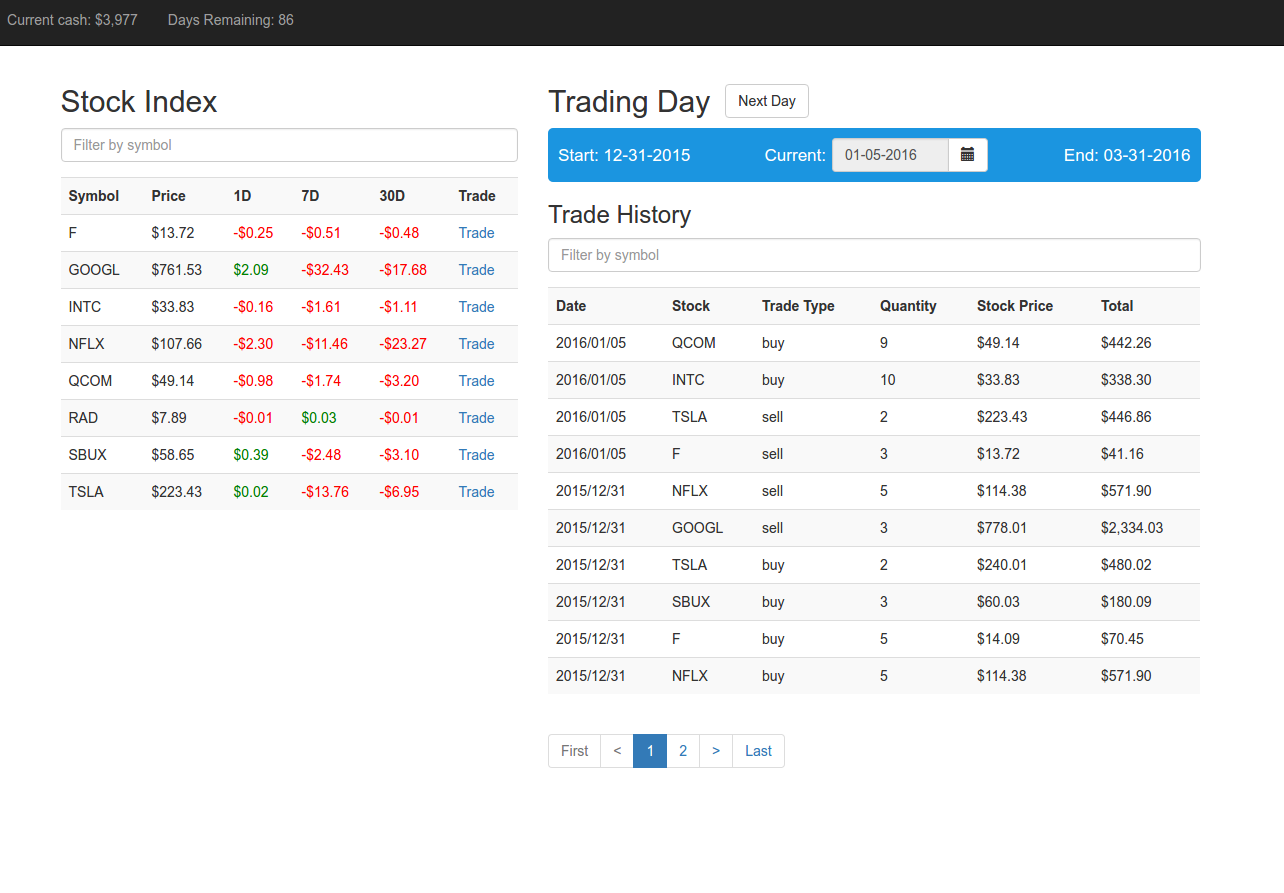 Current cash: $3,977 Days Remaining: 86
Stock Index
Filter by symbol
Symbol Price 1D 7D 30D Trade
F $13.72 -$0.25 -$0.51 -$0.48 Trade
GOOGL $761.53 $2.09 -$32.43 -$17.68 Trade
INTC $33.83 -$0.16 -$1.61 -$1.11 Trade
NFLX $107.66 -$2.30 -$11.46 -$23.27 Trade
QCOM $49.14 -$0.98 -$1.74 -$3.20 Trade
RAD $7.89 -$0.01 $0.03 -$0.01 Trade
SBUX $58.65 $0.39 -$2.48 -$3.10 Trade
TSLA $223.43 $0.02 -$13.76 -$6.95 Trade
Trading Day Next Day
Start: 12-31-2015 Current: 01-05-2016 End: 03-31-2016
Trade History
Filter by symbol
Date Stock Trade Type Quantity Stock Price Total
2016/01/05 QCOM buy 9 $49.14 $442.26
2016/01/05 INTC buy 10 $33.83 $338.30
2016/01/05 TSLA sell 2 $223.43 $446.86
2016/01/05 F sell 3 $13.72 $41.16
2015/12/31 NFLX sell 5 $114.38 $571.90
2015/12/31 GOOGL sell 3 $778.01 $2,334.03
2015/12/31 TSLA buy 2 $240.01 $480.02
2015/12/31 SBUX buy 3 $60.03 $180.09
2015/12/31 F buy 5 $14.09 $70.45
2015/12/31 NFLX buy 5 $114.38 $571.90
First < 1 2 > Last